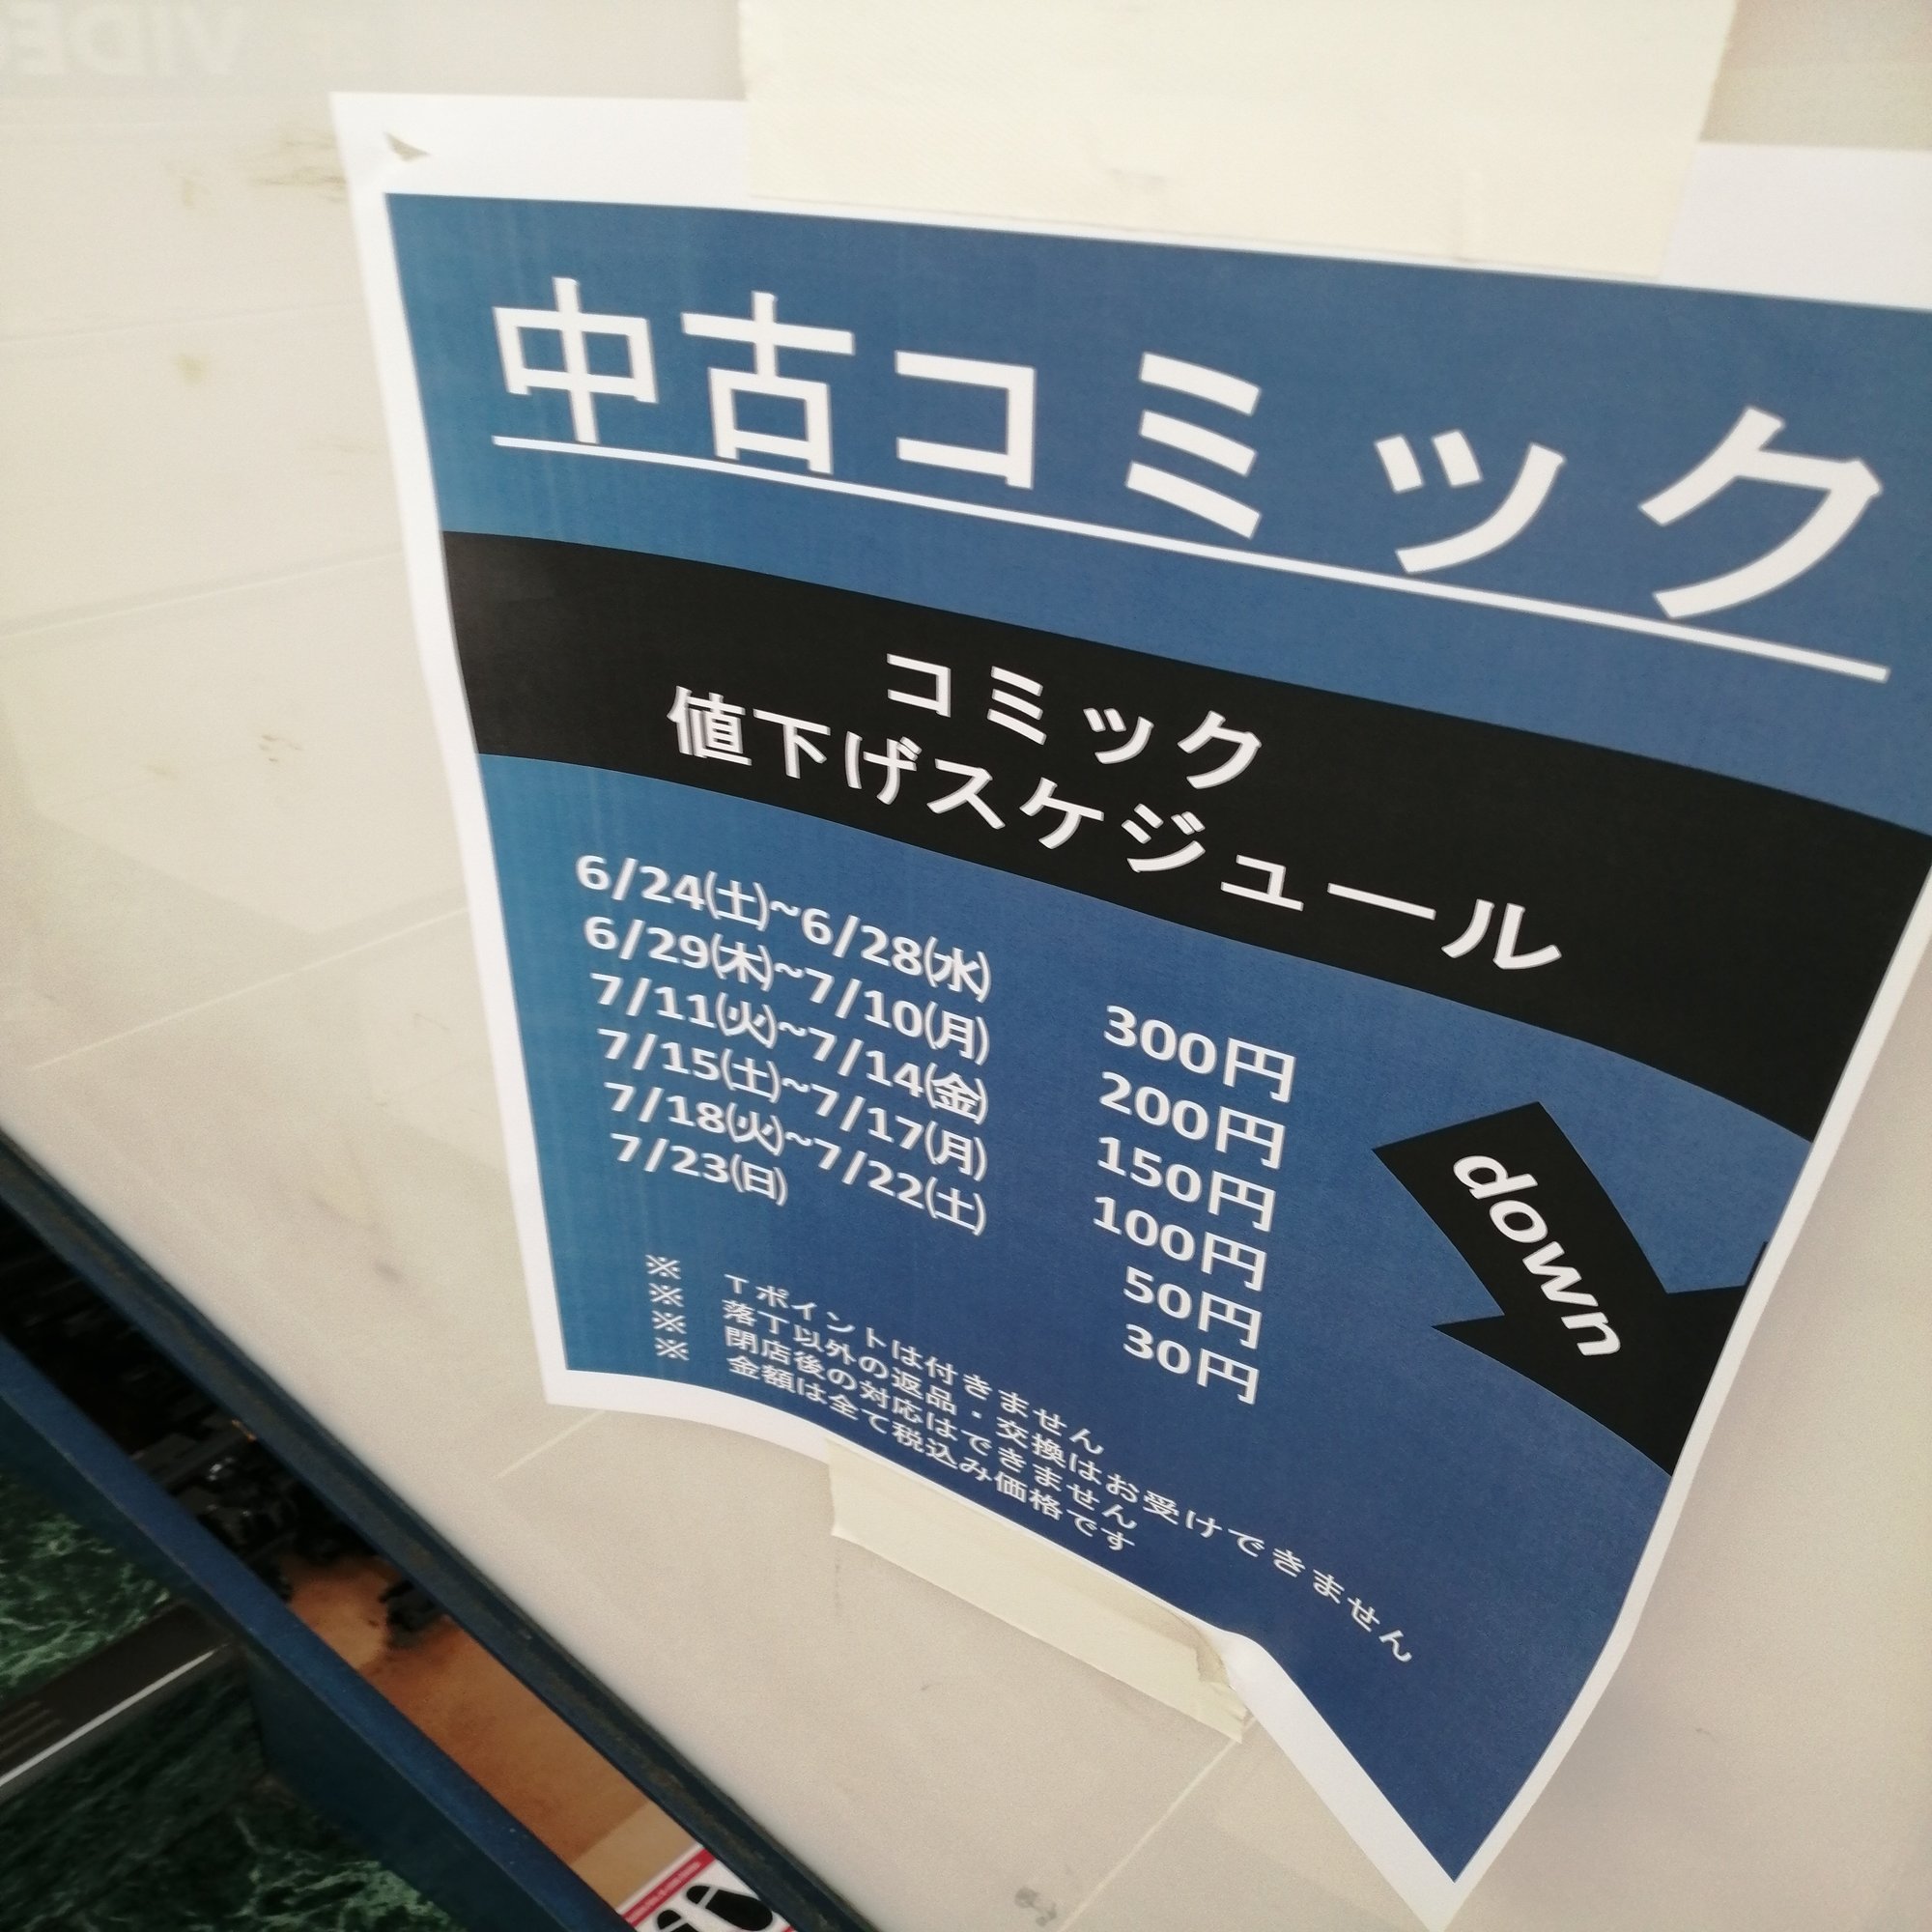 VIDE
中古コミック
コミック
値下げスケジュール
6/24(土)~6/28(水) 300円
6/29(木)~7/10(月) 200円
7/11(火)~7/14(金) 150円
7/15(土)~7/17(月) 100円
7/18(火)~7/22(土) 50円
7/23(日) 30円
down
※ Tポイントは付きません
※ 落丁以外の返品・交換はお受けできません
※ 閉店後の対応はできません
※ 金額は全て税込み価格です